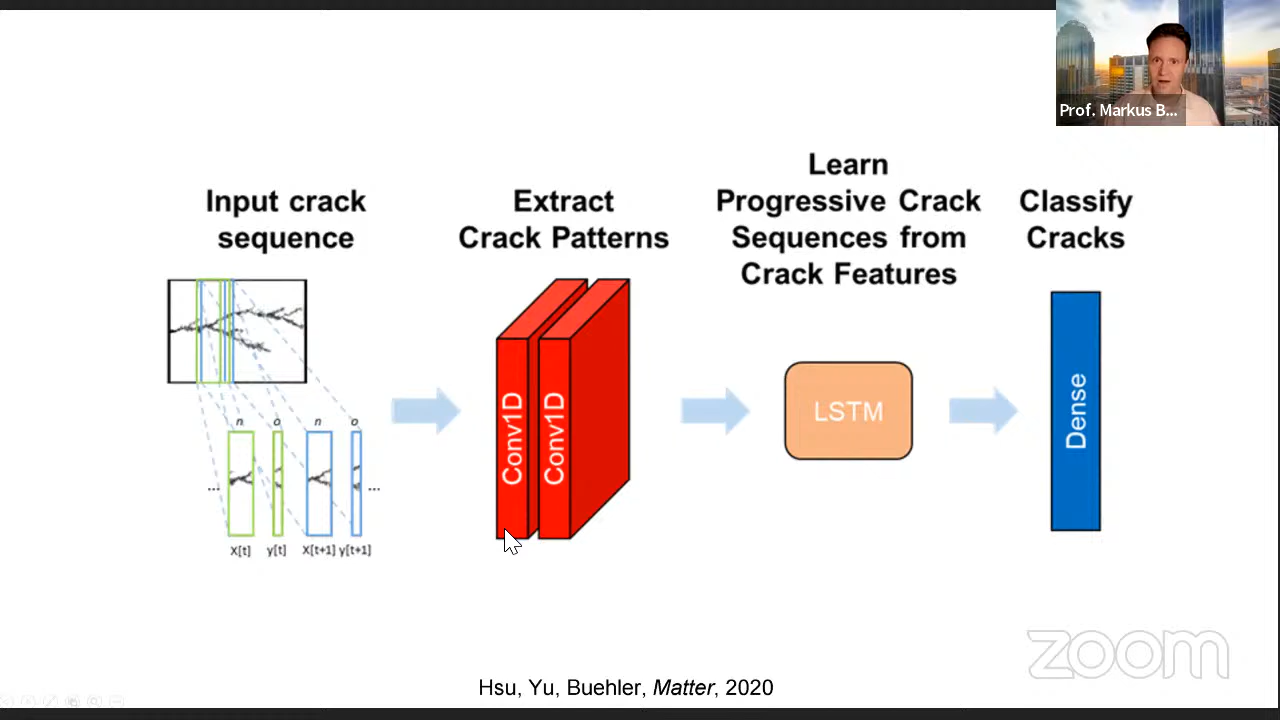 Prof. Markus B...
Input crack
sequence
Extract
Crack Patterns
Learn
Progressive Crack
Sequences from
Crack Features
Classify
Cracks
n o n o
... ...
X[t] y[t] X[t+1] y[t+1]
Conv1D
Conv1D
LSTM
Dense
zoom
Hsu, Yu, Buehler, Matter, 2020